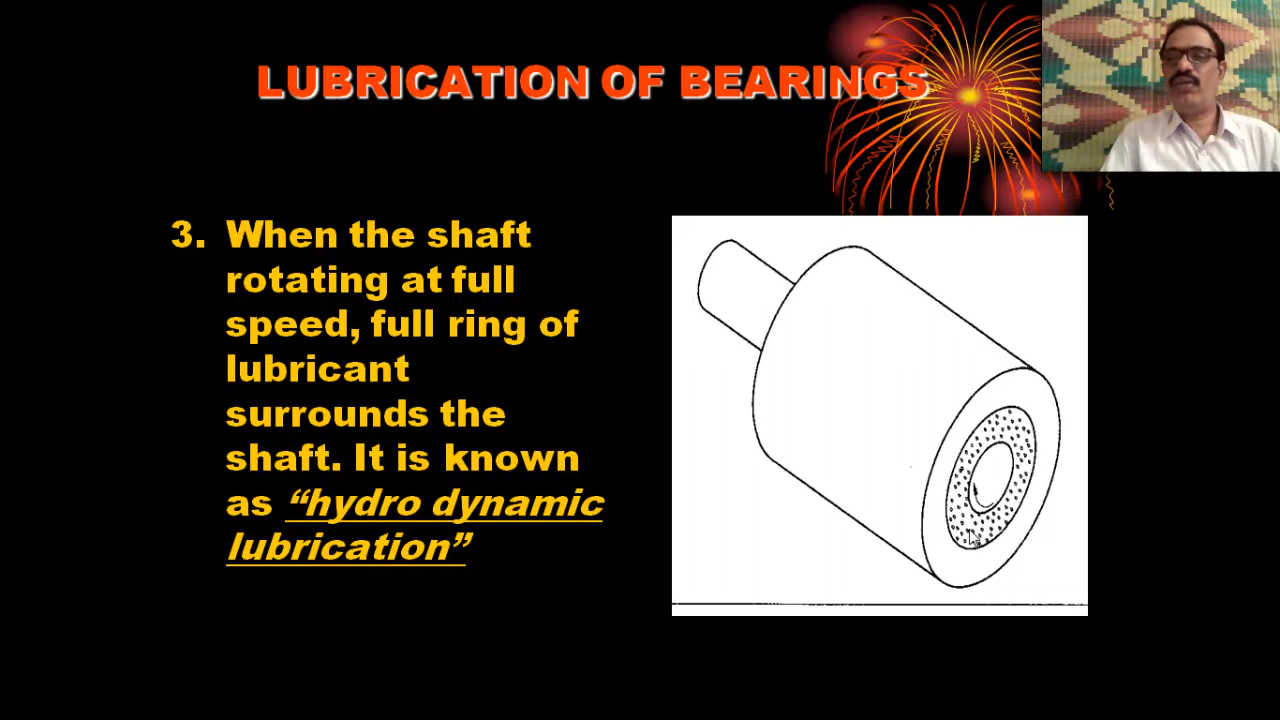 LUBRICATION OF BEARINGS
3. When the shaft
rotating at full
speed, full ring of
lubricant
surrounds the
shaft. It is known
as “hydro dynamic
lubrication”